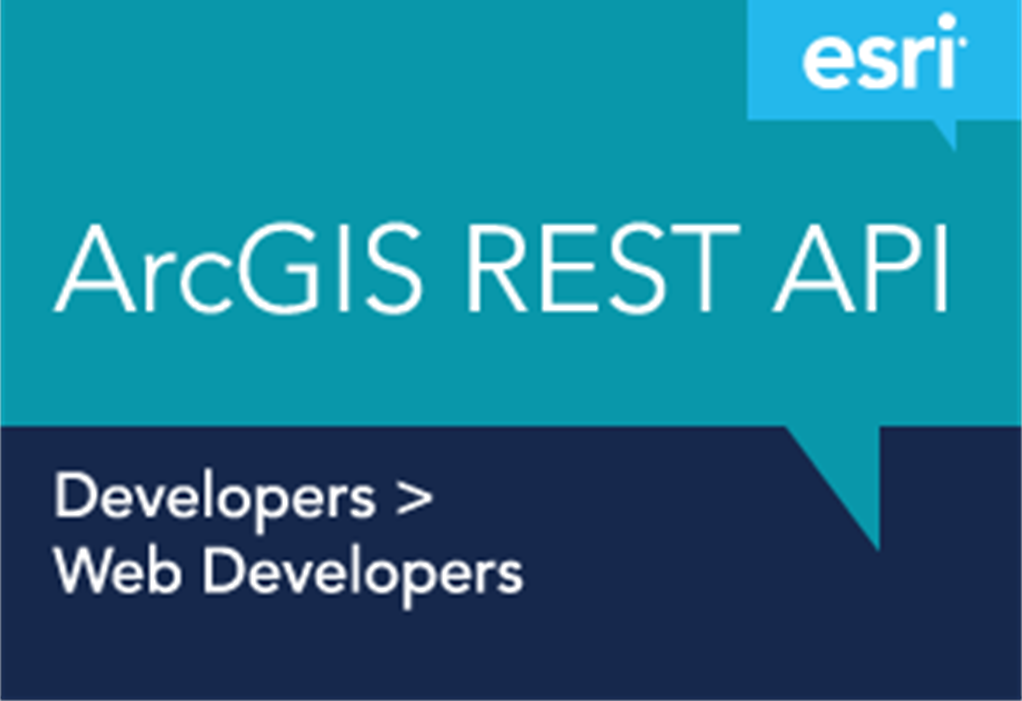 esri
ArcGIS REST API
Developers >
Web Developers